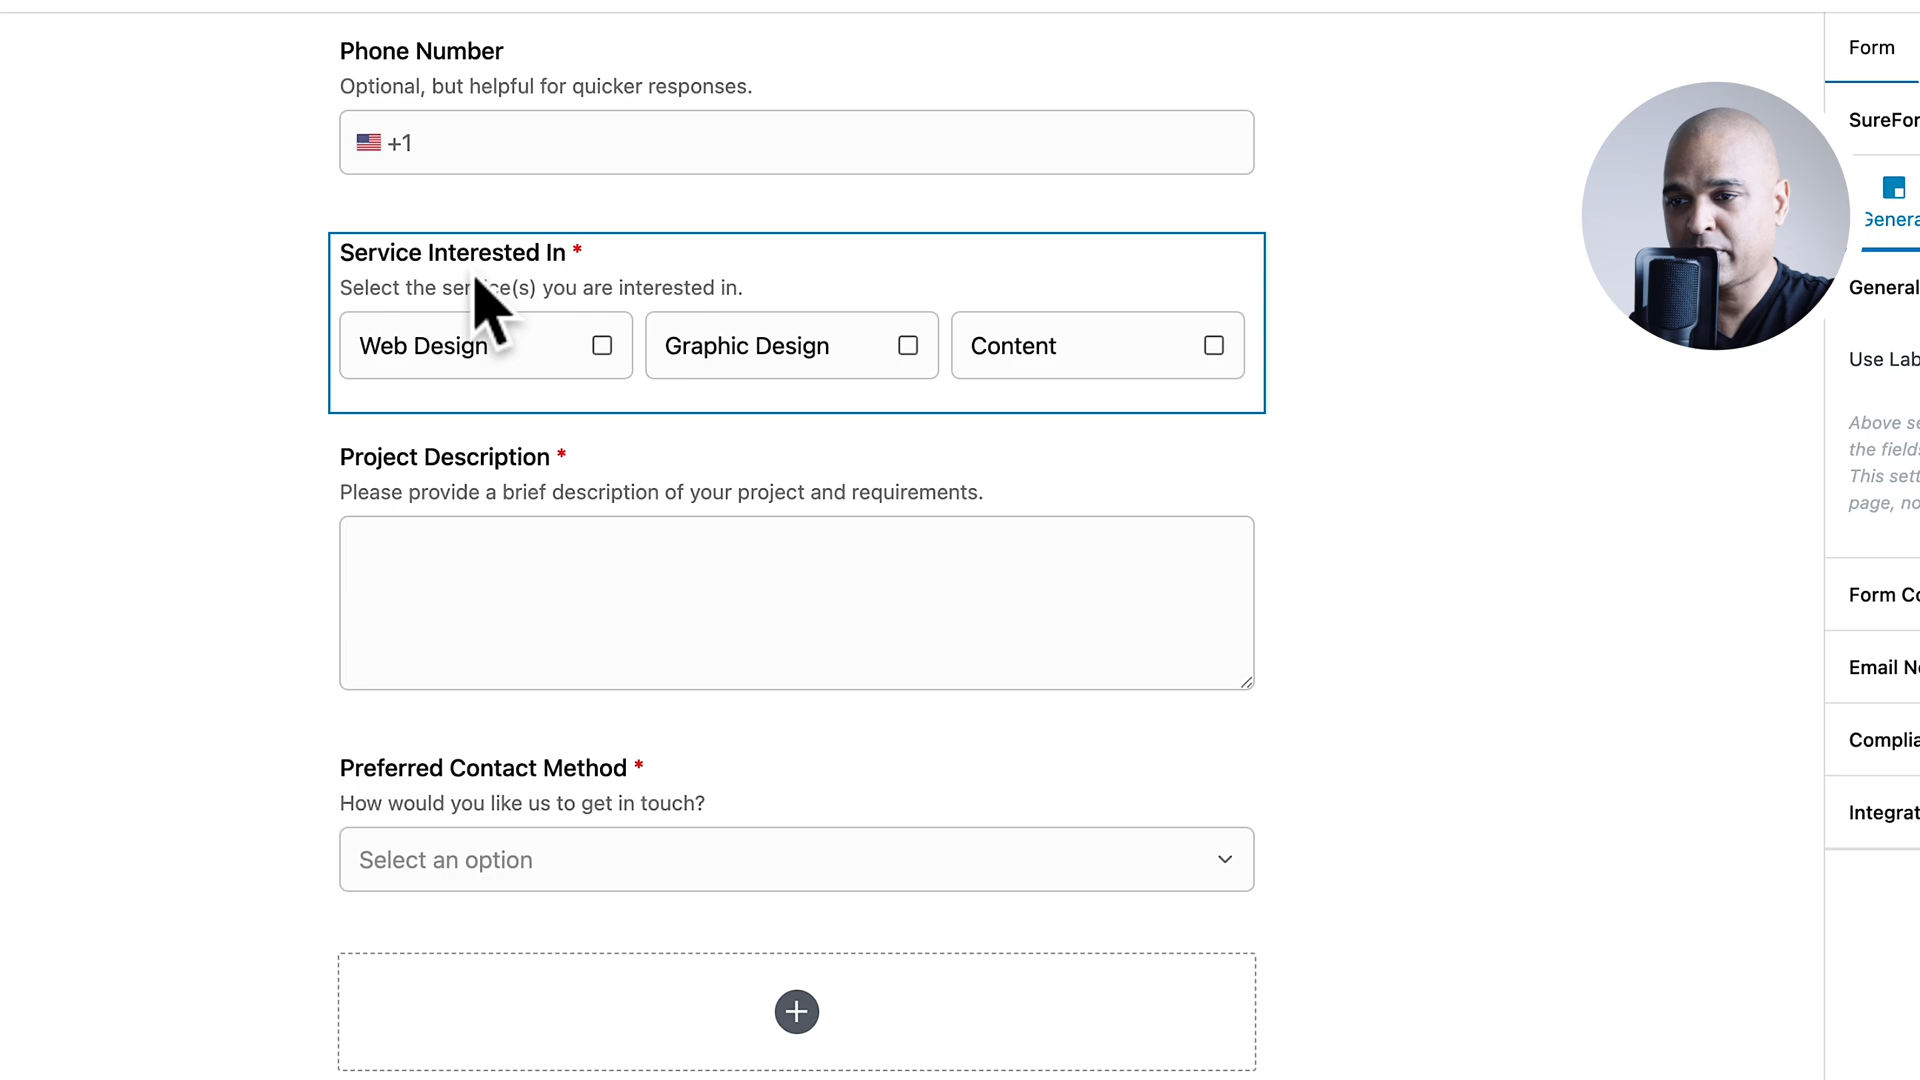 Phone Number
Optional, but helpful for quicker responses.
+1
Service Interested In *
Select the service(s) you are interested in.
Web Design
Graphic Design
Content
Project Description *
Please provide a brief description of your project and requirements.
Preferred Contact Method *
How would you like us to get in touch?
Select an option
Form
SureFor
Genera
General
Use Lab
Above se
the fields
This sett
page, no
Form Co
Email No
Complia
Integrat